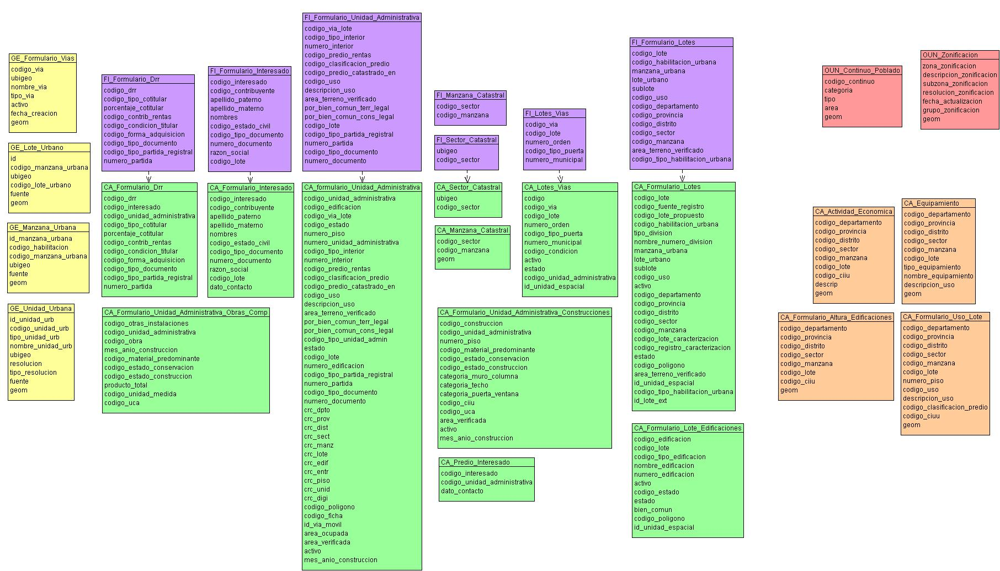 GE_Formulario_Vias
codigo_via
ubigeo
nombre_via
tipo_via
activo
fecha_creacion
geom
GE_Lote_Urbano
id
codigo_manzana_urbana
ubigeo
codigo_lote_urbano
fuente
geom
GE_Manzana_Urbana
id_manzana_urbana
codigo_habilitacion
codigo_manzana_urbana
ubigeo
fuente
geom
GE_Unidad_Urbana
id_unidad_urb
codigo_unidad_urb
tipo_unidad_urb
nombre_unidad_urb
ubigeo
resolucion
tipo_resolucion
fuente
geom
FI_Formulario_Drr
codigo_drr
codigo_tipo_cotitular
porcentaje_cotitular
codigo_contrib_rentas
codigo_condicion_titular
codigo_forma_adquisicion
codigo_tipo_documento
codigo_tipo_partida_registral
numero_partida
CA_Formulario_Drr
codigo_drr
codigo_interesado
codigo_unidad_administrativa
codigo_tipo_cotitular
porcentaje_cotitular
codigo_contrib_rentas
codigo_condicion_titular
codigo_forma_adquisicion
codigo_tipo_documento
codigo_tipo_partida_registral
numero_partida
FI_Formulario_Interesado
codigo_interesado
codigo_contribuyente
apellido_paterno
apellido_materno
nombres
codigo_estado_civil
codigo_tipo_documento
numero_documento
razon_social
codigo_lote
CA_Formulario_Interesado
codigo_interesado
codigo_contribuyente
apellido_paterno
apellido_materno
nombres
codigo_estado_civil
codigo_tipo_documento
numero_documento
razon_social
codigo_lote
dato_contacto
CA_Formulario_Unidad_Administrativa_Obras_Comp
codigo_otras_instalaciones
codigo_unidad_administrativa
codigo_obra
mes_anio_construccion
codigo_material_predominante
codigo_estado_conservacion
codigo_estado_construccion
producto_total
codigo_unidad_medida
codigo_uca
FI_Formulario_Unidad_Administrativa
codigo_via_lote
codigo_tipo_interior
numero_interior
codigo_predio_rentas
codigo_clasificacion_predio
codigo_predio_catastrado_en
codigo_uso
descripcion_uso
area_terreno_verificado
por_bien_comun_terr_legal
por_bien_comun_cons_legal
codigo_lote
codigo_tipo_partida_registral
numero_partida
codigo_tipo_documento
numero_documento
CA_formulario_Unidad_Administrativa
codigo_unidad_administrativa
codigo_edificacion
codigo_via_lote
codigo_estado
numero_piso
numero_unidad_administrativa
codigo_tipo_interior
numero_interior
codigo_predio_rentas
codigo_clasificacion_predio
codigo_predio_catastrado_en
codigo_uso
descripcion_uso
area_terreno_verificado
por_bien_comun_terr_legal
por_bien_comun_cons_legal
codigo_tipo_unidad_admin
estado
codigo_lote
numero_edificacion
codigo_tipo_partida_registral
numero_partida
codigo_tipo_documento
numero_documento
crc_dpto
crc_prov
crc_dist
crc_sect
crc_manz
crc_lote
crc_edif
crc_entr
crc_piso
crc_unid
crc_digi
codigo_poligono
codigo_ficha
id_via_movil
area_ocupada
area_verificada
activo
mes_anio_construccion
FI_Manzana_Catastral
codigo_sector
codigo_manzana
FI_Sector_Catastral
ubigeo
codigo_sector
CA_Sector_Catastral
ubigeo
codigo_sector
CA_Manzana_Catastral
codigo_sector
codigo_manzana
geom
FI_Lotes_Vias
codigo_via
codigo_lote
numero_orden
codigo_tipo_puerta
numero_municipal
CA_Lotes_Vias
codigo
codigo_via
codigo_lote
numero_orden
codigo_tipo_puerta
numero_municipal
codigo_condicion
activo
estado
codigo_unidad_administrativa
id_unidad_espacial
CA_Formulario_Unidad_Administrativa_Construcciones
codigo_construccion
codigo_unidad_administrativa
numero_piso
codigo_material_predominante
codigo_estado_conservacion
codigo_estado_construccion
categoria_muro_columna
categoria_techo
categoria_puerta_ventana
codigo_ciiu
codigo_uca
area_verificada
activo
mes_anio_construccion
CA_Predio_Interesado
codigo_interesado
codigo_unidad_administrativa
dato_contacto
FI_Formulario_Lotes
codigo_lote
codigo_habilitacion_urbana
manzana_urbana
lote_urbano
sublote
codigo_uso
codigo_departamento
codigo_provincia
codigo_distrito
codigo_sector
codigo_manzana
area_terreno_verificado
codigo_tipo_habilitacion_urbana
CA_Formulario_Lotes
codigo_lote
codigo_fuente_registro
codigo_lote_propuesto
codigo_habilitacion_urbana
tipo_division
nombre_numero_division
manzana_urbana
lote_urbano
sublote
codigo_uso
activo
codigo_departamento
codigo_provincia
codigo_distrito
codigo_sector
codigo_manzana
codigo_lote_caracterizacion
codigo_registro_caracterizacion
estado
codigo_poligono
area_terreno_verificado
id_unidad_espacial
codigo_tipo_habilitacion_urbana
id_lote_ext
CA_Formulario_Lote_Edificaciones
codigo_edificacion
codigo_lote
codigo_tipo_edificacion
nombre_edificacion
numero_edificacion
activo
codigo_estado
estado
bien_comun
codigo_poligono
id_unidad_espacial
OUN_Continuo_Poblado
codigo_continuo
categoria
tipo
area
geom
OUN_Zonificacion
zona_zonificacion
descripcion_zonificacion
subzona_zonificacion
resolucion_zonificacion
fecha_actualizacion
grupo_zonificacion
geom
CA_Actividad_Economica
codigo_departamento
codigo_provincia
codigo_distrito
codigo_sector
codigo_manzana
codigo_lote
codigo_ciiu
descrip
geom
CA_Equipamiento
codigo_departamento
codigo_provincia
codigo_distrito
codigo_sector
codigo_manzana
codigo_lote
tipo_equipamiento
nombre_equipamiento
descripcion_uso
geom
CA_Formulario_Altura_Edificaciones
codigo_departamento
codigo_provincia
codigo_distrito
codigo_sector
codigo_manzana
codigo_lote
codigo_ciiu
geom
CA_Formulario_Uso_Lote
codigo_departamento
codigo_provincia
codigo_distrito
codigo_sector
codigo_manzana
codigo_lote
numero_piso
codigo_uso
descripcion_uso
codigo_clasificacion_predio
codigo_ciuu
geom